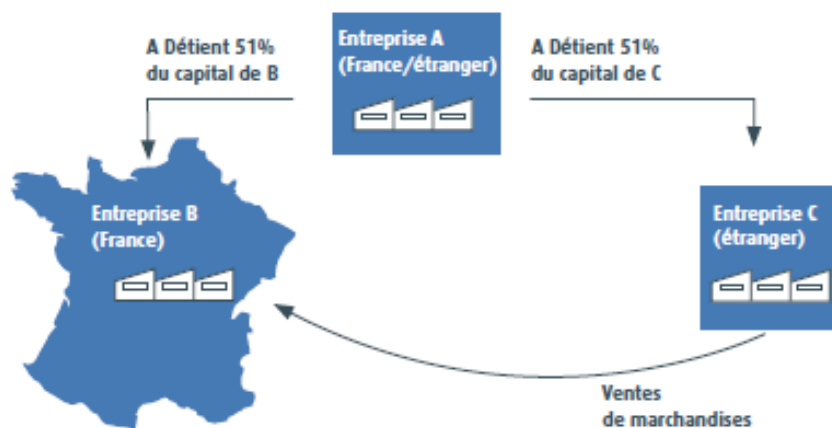 A Détient 51%
du capital de B
Entreprise A
(France/étranger)
A Détient 51%
du capital de C
Entreprise B
(France)
Entreprise C
(étranger)
Ventes
de marchandises